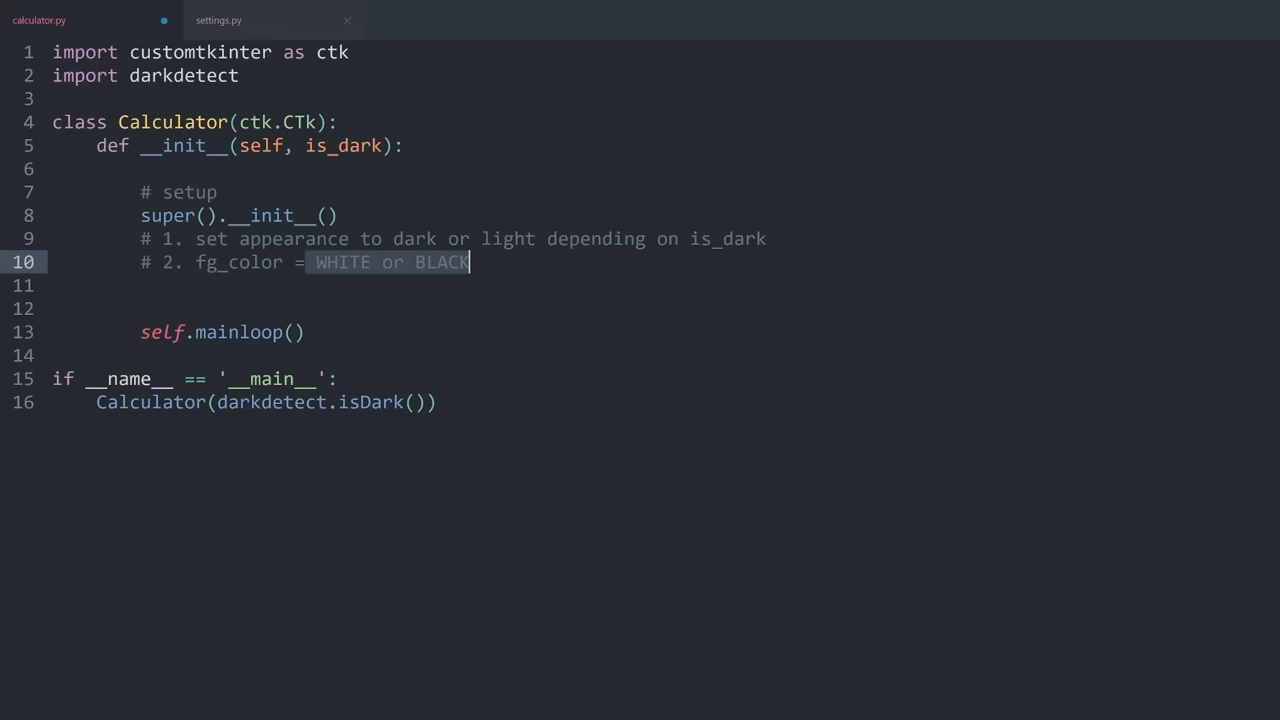 calculator.py
settings.py
1 import customtkinter as ctk
2 import darkdetect
3
4 class Calculator(ctk.CTk):
5     def __init__(self, is_dark):
6
7         # setup
8         super().__init__()
9         # 1. set appearance to dark or light depending on is_dark
10         # 2. fg_color = WHITE or BLACK
11
12
13         self.mainloop()
14
15 if __name__ == '__main__':
16     Calculator(darkdetect.isDark())